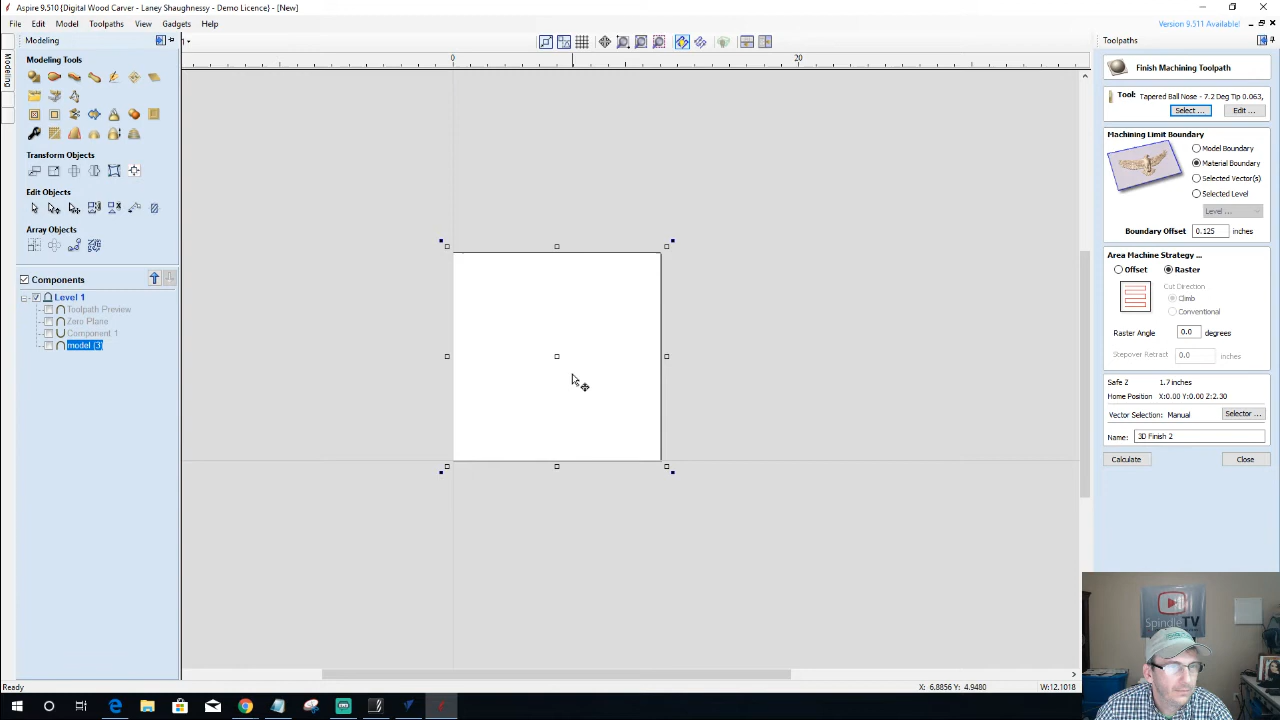 Aspire 9.510 {Digital Wood Carver - Laney Shaughnessy - Demo Licence} - [New]
File Edit Model Toolpaths View Gadgets Help
Version 9.511 Available!
Modeling
Modeling
Modeling Tools
Transform Objects
Edit Objects
Array Objects
Components
Level 1
Toolpath Preview
Zero Plane
Component 1
model (3)
0 20
Toolpaths
Finish Machining Toolpath
Tool: Tapered Ball Nose - 7.2 Deg Tip 0.063,
Select ... Edit ...
Machining Limit Boundary
Model Boundary
Material Boundary
Selected Vector(s)
Selected Level
Level ...
Boundary Offset 0.125 inches
Area Machine Strategy ...
Offset Raster
Cut Direction
Climb
Conventional
Raster Angle 0.0 degrees
Stepover Retract 0.0 inches
Safe Z 1.7 inches
Home Position X:0.00 Y:0.00 Z:2.30
Vector Selection: Manual Selector ...
Name: 3D Finish 2
Calculate Close
SpindleTV
Ready X: 6.8856 Y: 4.9480 W:12.1018